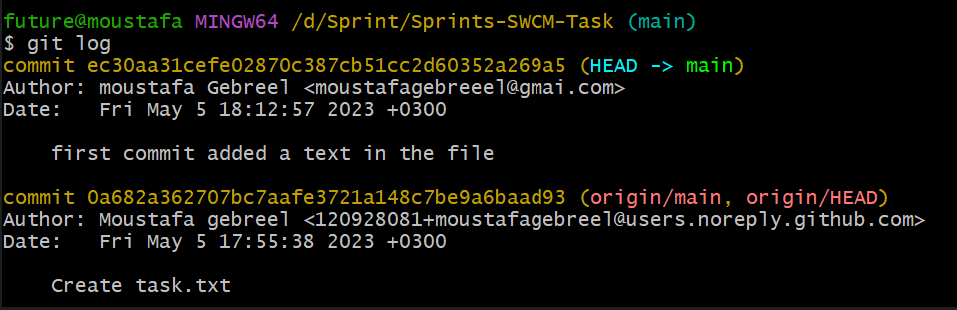 future@moustafa MINGW64 /d/Sprint/Sprints-SWCM-Task (main)
$ git log
commit ec30aa31cefe02870c387cb51cc2d60352a269a5 (HEAD -> main)
Author: moustafa Gebreel <moustafagebreeel@gmai.com>
Date:   Fri May 5 18:12:57 2023 +0300
    first commit added a text in the file
commit 0a682a362707bc7aafe3721a148c7be9a6baad93 (origin/main, origin/HEAD)
Author: Moustafa gebreel <120928081+moustafagebreel@users.noreply.github.com>
Date:   Fri May 5 17:55:38 2023 +0300
    Create task.txt